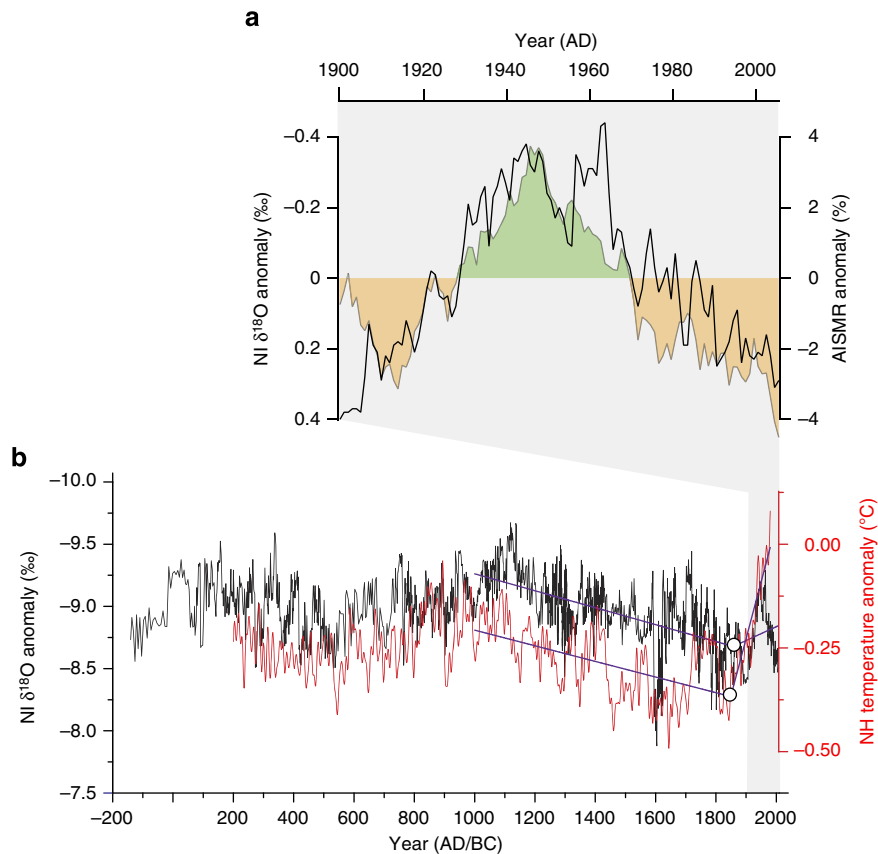 a
Year (AD)
1900 1920 1940 1960 1980 2000
NI δ18O anomaly (‰)
−0.4
−0.2
0
0.2
0.4
AISMR anomaly (%)
4
2
0
−2
−4
b
NI δ18O anomaly (‰)
−10.0
−9.5
−9.0
−8.5
−8.0
−7.5
NH temperature anomaly (°C)
0.00
−0.25
−0.50
−200 200 400 600 800 1000 1200 1400 1600 1800 2000
Year (AD/BC)